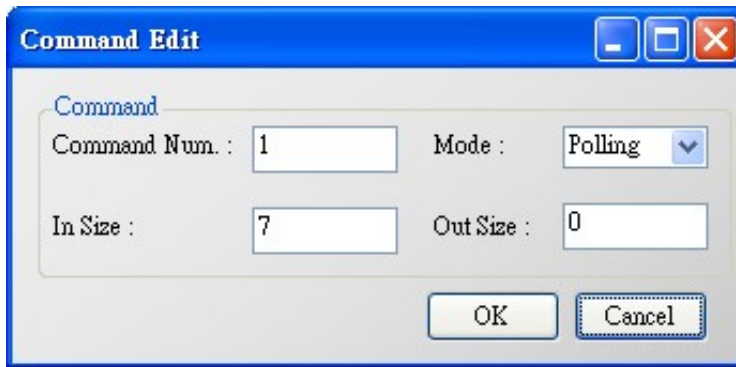 Command Edit
Command
Command Num. : 1 Mode : Polling
In Size : 7 Out Size : 0
OK Cancel